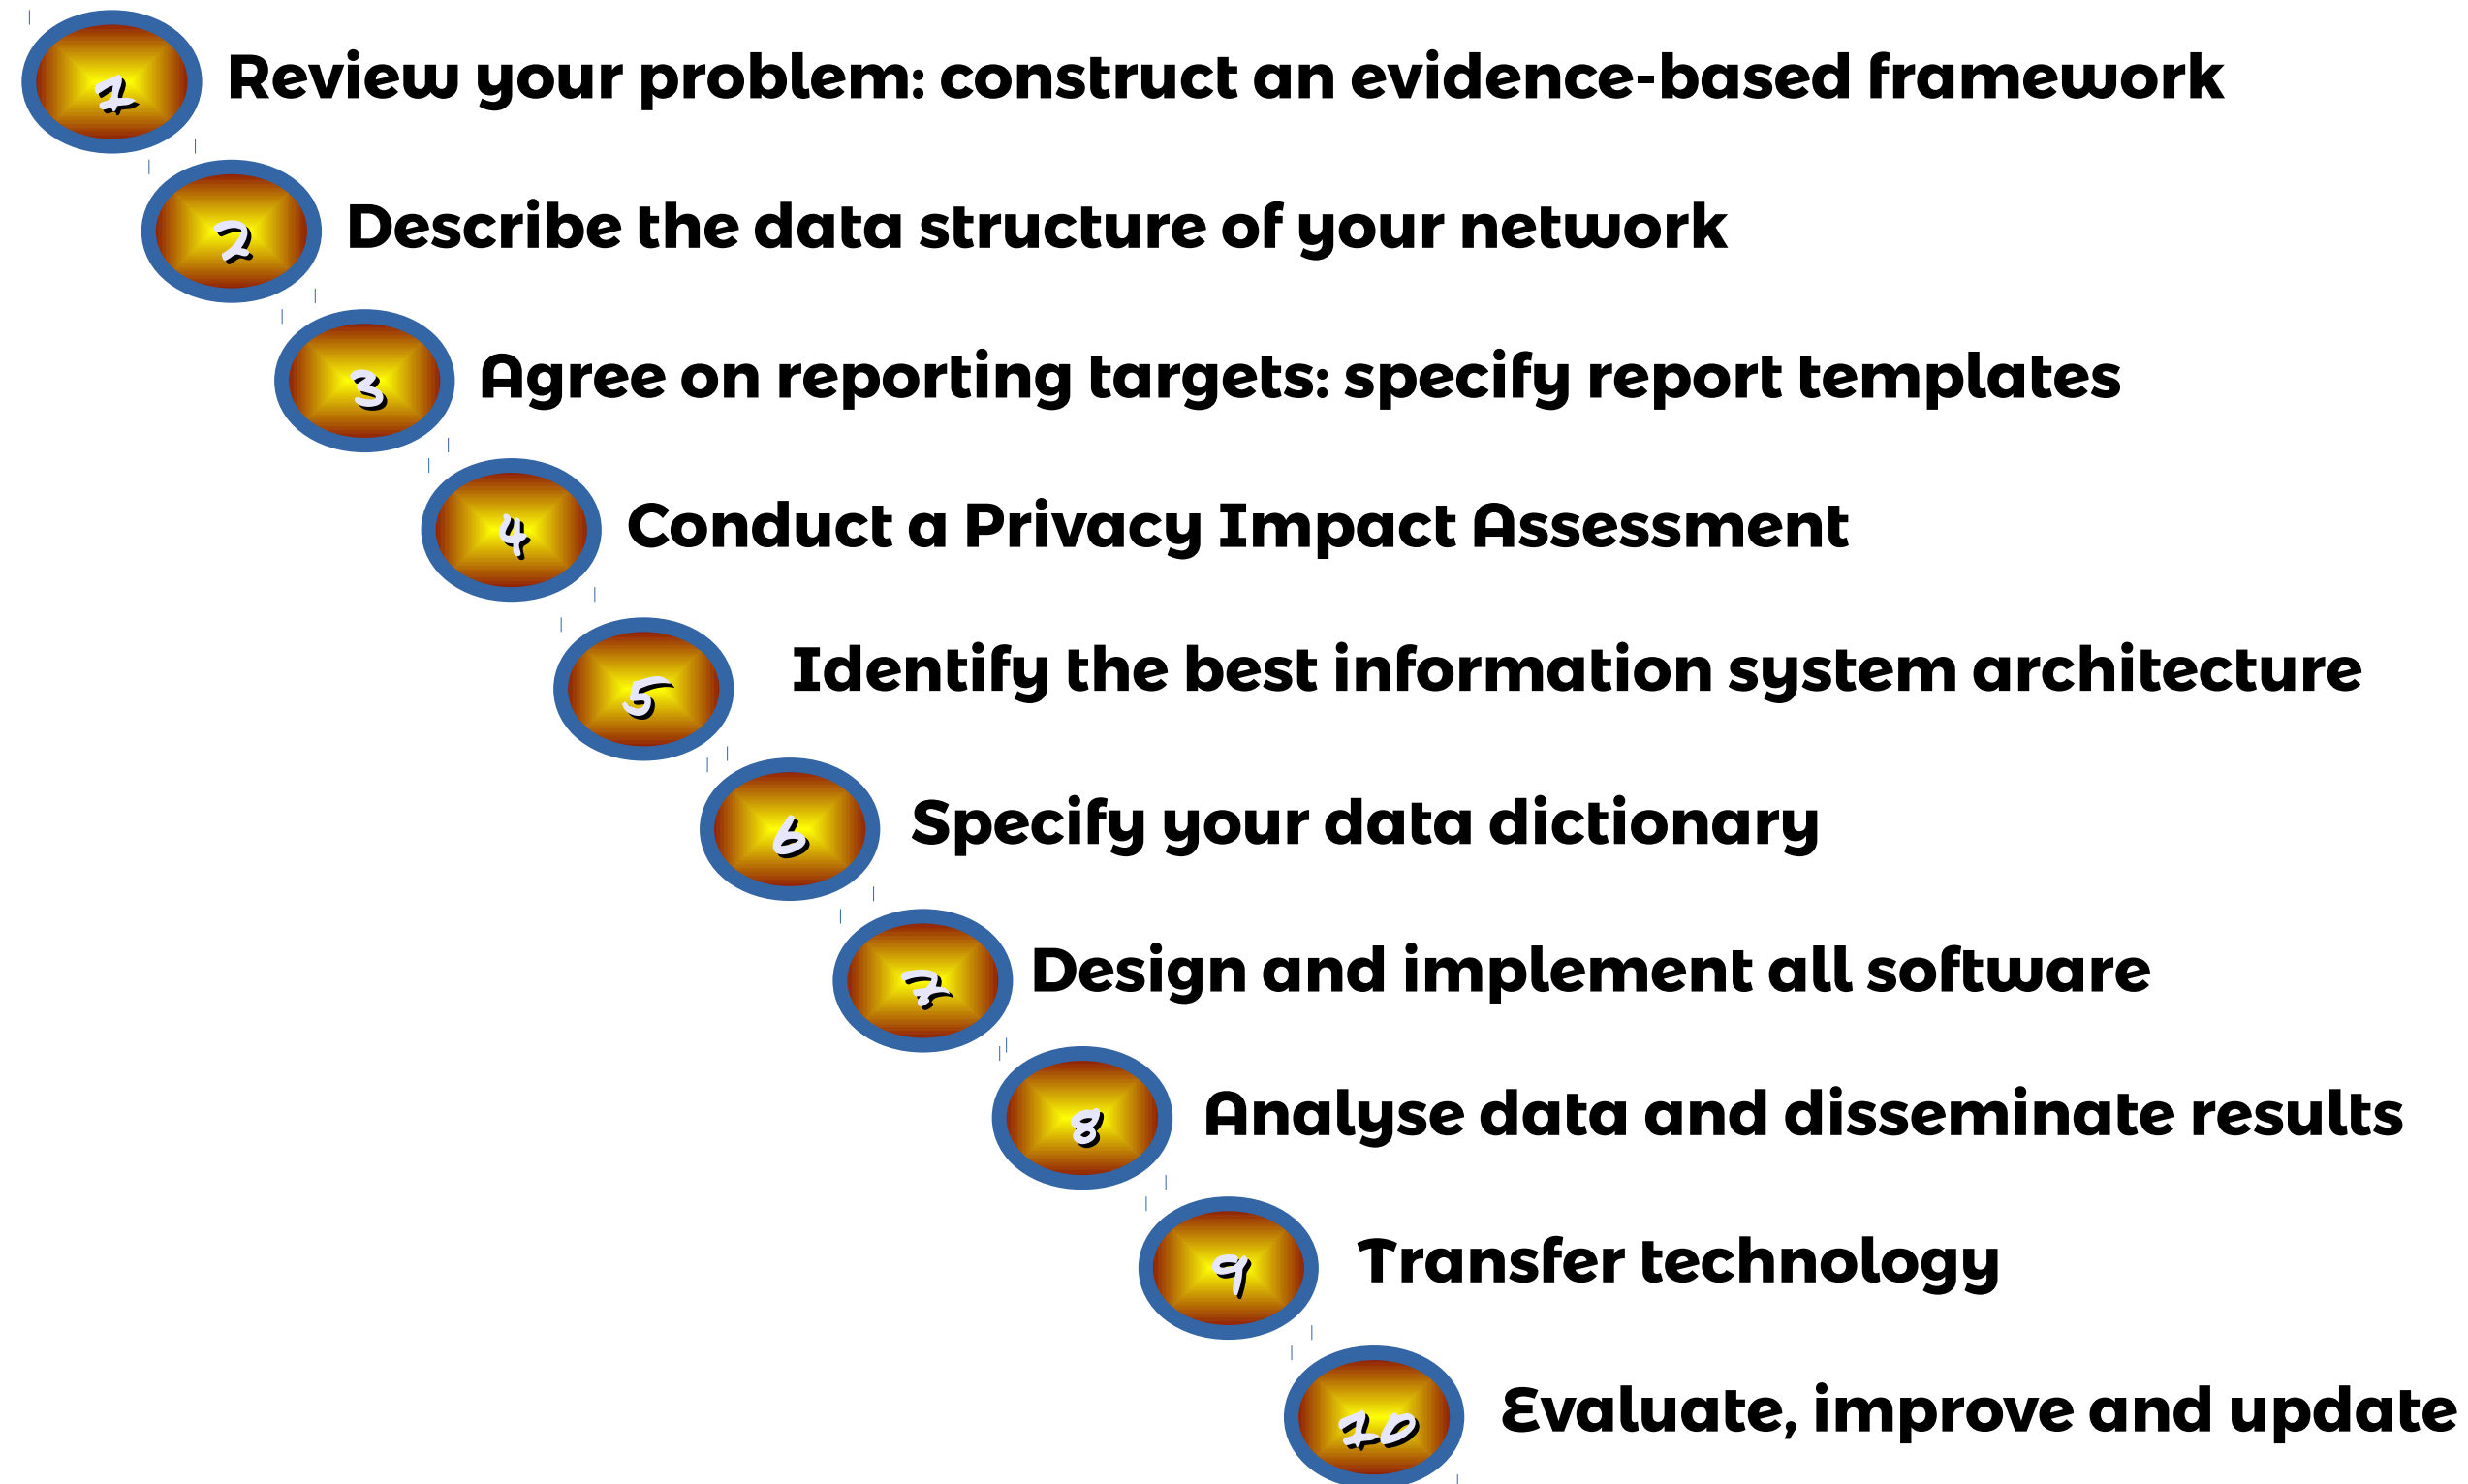 1 Review your problem: construct an evidence-based framework
2 Describe the data structure of your network
3 Agree on reporting targets: specify report templates
4 Conduct a Privacy Impact Assessment
5 Identify the best information system architecture
6 Specify your data dictionary
7 Design and implement all software
8 Analyse data and disseminate results
9 Transfer technology
10 Evaluate, improve and update